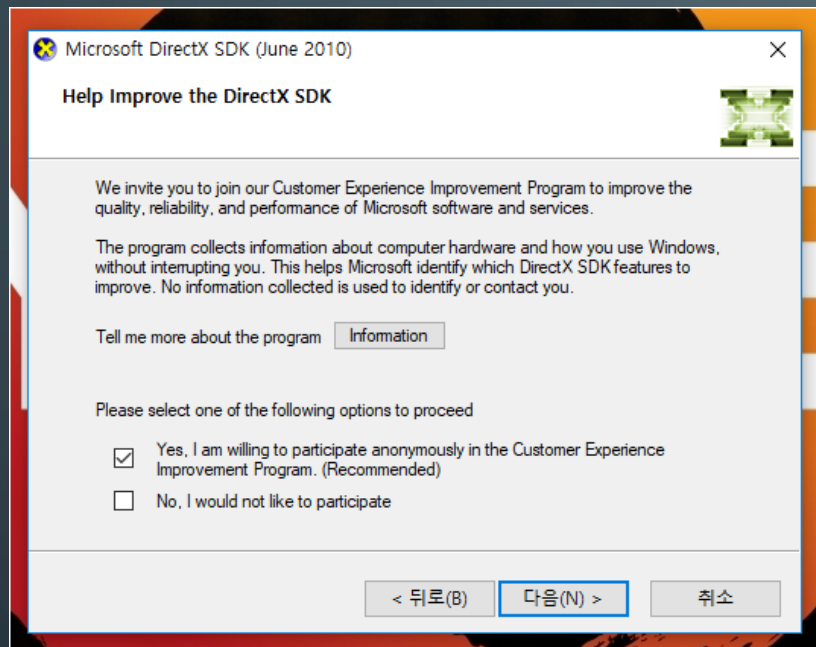 Microsoft DirectX SDK (June 2010)
Help Improve the DirectX SDK
We invite you to join our Customer Experience Improvement Program to improve the
quality, reliability, and performance of Microsoft software and services.
The program collects information about computer hardware and how you use Windows,
without interrupting you. This helps Microsoft identify which DirectX SDK features to
improve. No information collected is used to identify or contact you.
Tell me more about the program Information
Please select one of the following options to proceed
Yes, I am willing to participate anonymously in the Customer Experience
Improvement Program. (Recommended)
No, I would not like to participate
< 뒤로(B) 다음(N) > 취소